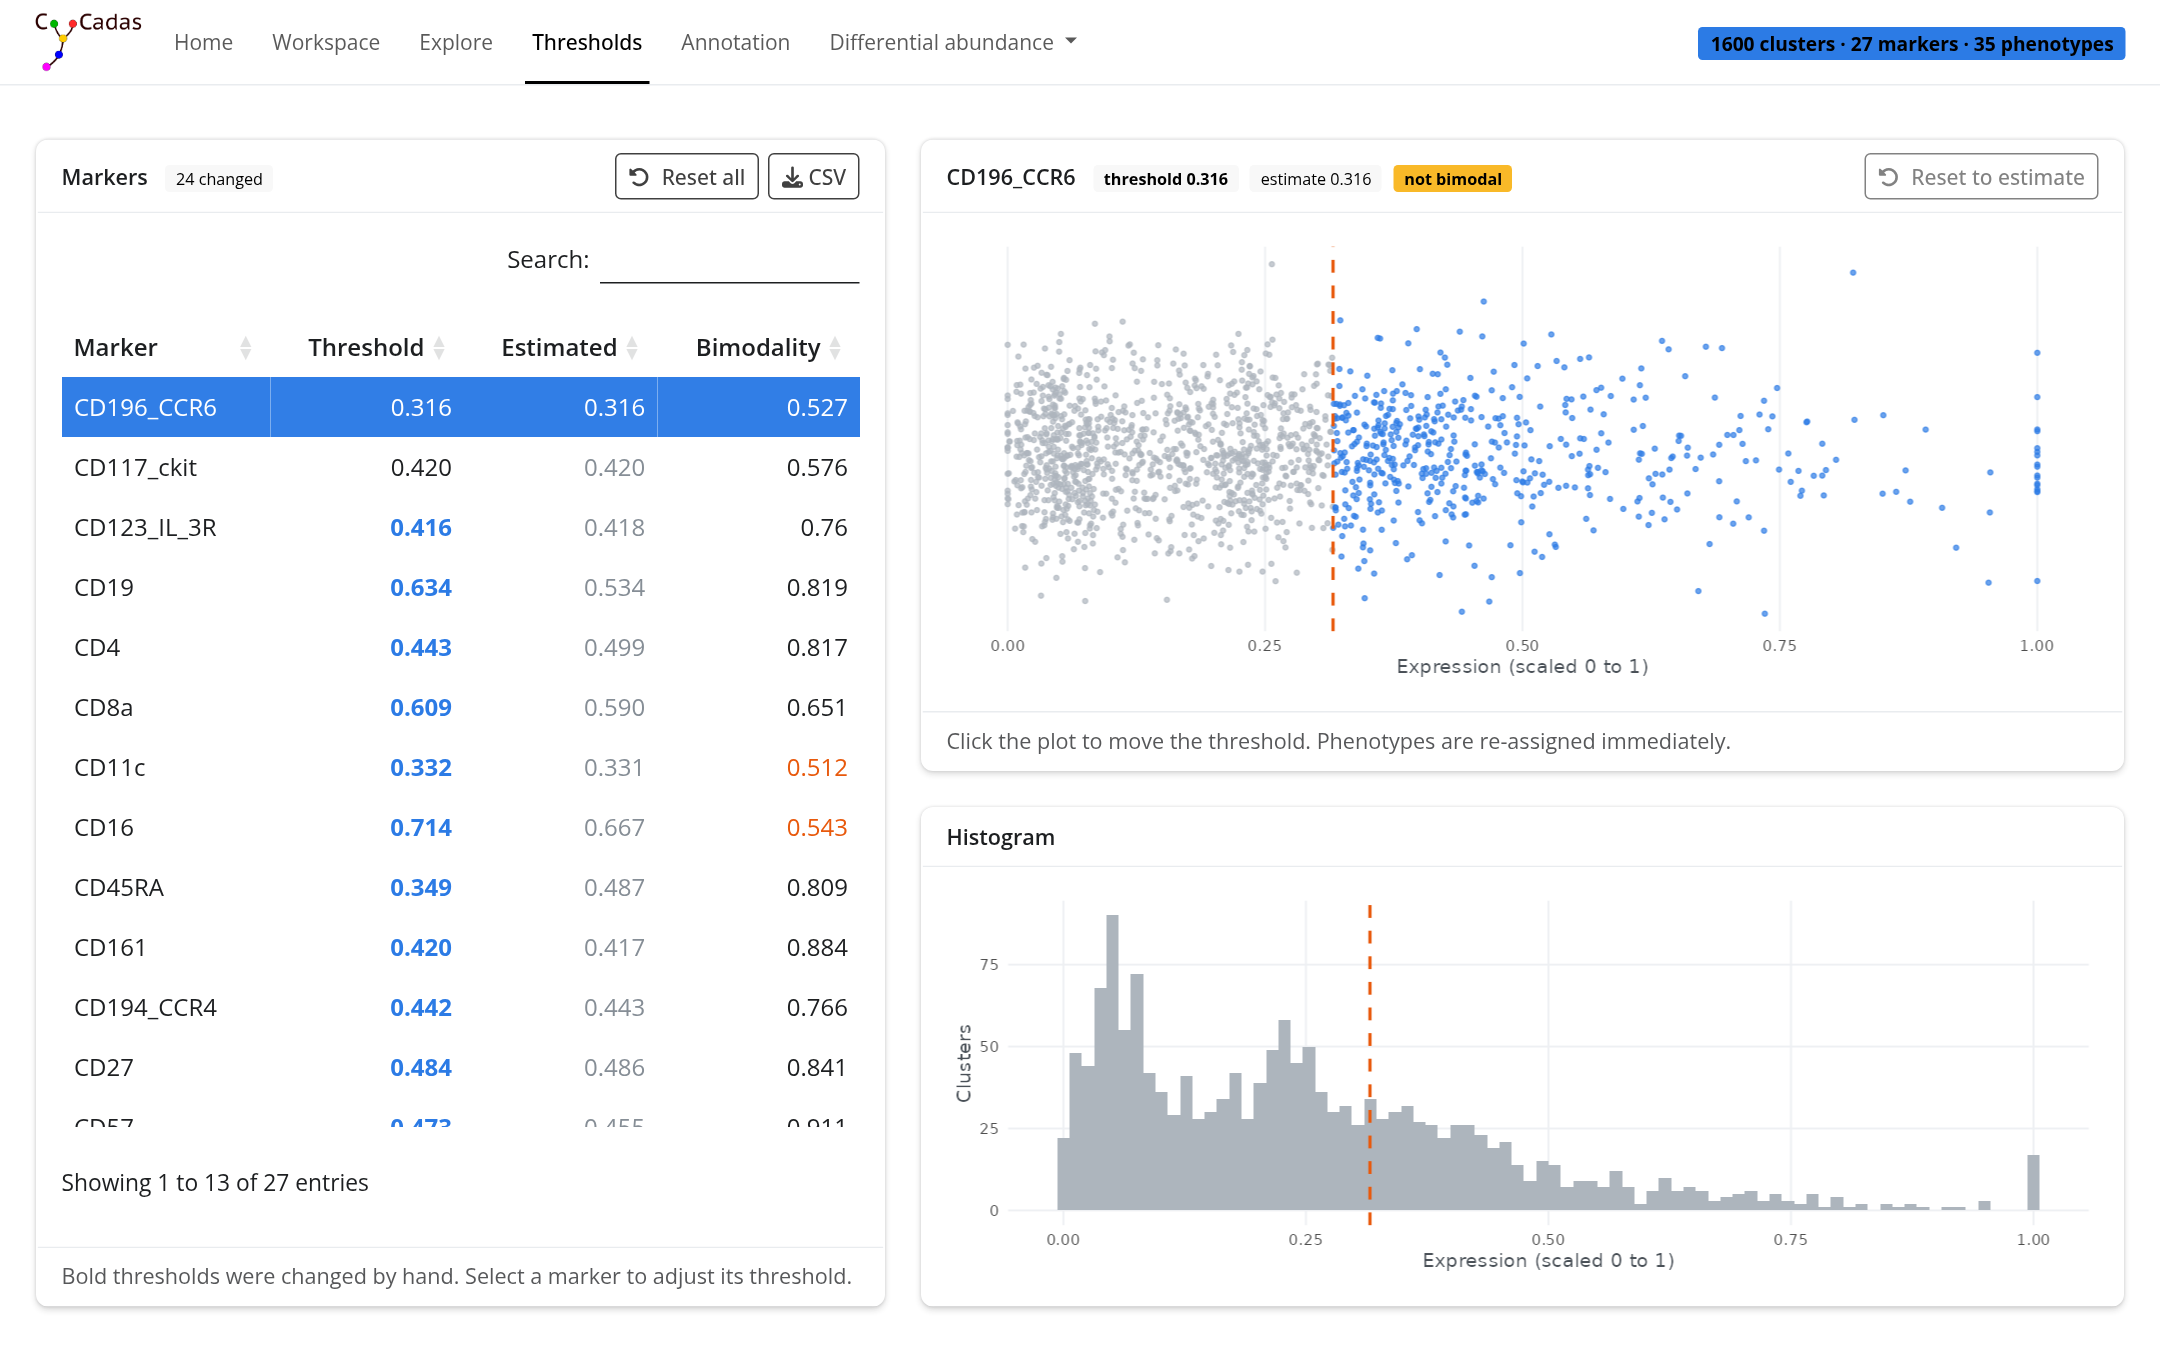 C Cadas
Home Workspace Explore Thresholds Annotation Differential abundance
1600 clusters · 27 markers · 35 phenotypes
Markers 24 changed Reset all CSV
Search:
Marker Threshold Estimated Bimodality
CD196_CCR6 0.316 0.316 0.527
CD117_ckit 0.420 0.420 0.576
CD123_IL_3R 0.416 0.418 0.76
CD19 0.634 0.534 0.819
CD4 0.443 0.499 0.817
CD8a 0.609 0.590 0.651
CD11c 0.332 0.331 0.512
CD16 0.714 0.667 0.543
CD45RA 0.349 0.487 0.809
CD161 0.420 0.417 0.884
CD194_CCR4 0.442 0.443 0.766
CD27 0.484 0.486 0.841
CD57 0.473 0.455 0.911
Showing 1 to 13 of 27 entries
Bold thresholds were changed by hand. Select a marker to adjust its threshold.
CD196_CCR6 threshold 0.316 estimate 0.316 not bimodal Reset to estimate
0.00 0.25 0.50 0.75 1.00
Expression (scaled 0 to 1)
Click the plot to move the threshold. Phenotypes are re-assigned immediately.
Histogram
Clusters
75
50
25
0
0.00 0.25 0.50 0.75 1.00
Expression (scaled 0 to 1)